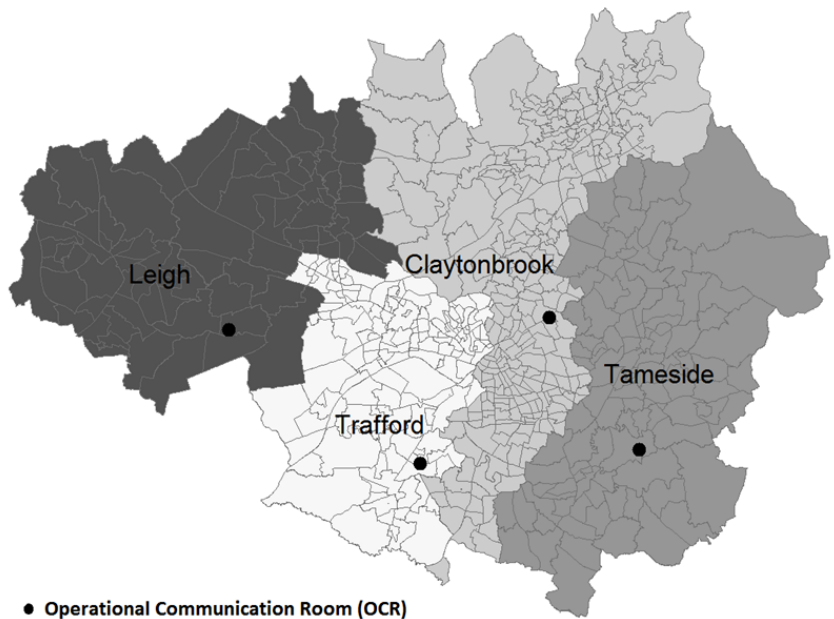 Claytonbrook
Leigh
Tameside
Trafford
Operational Communication Room (OCR)